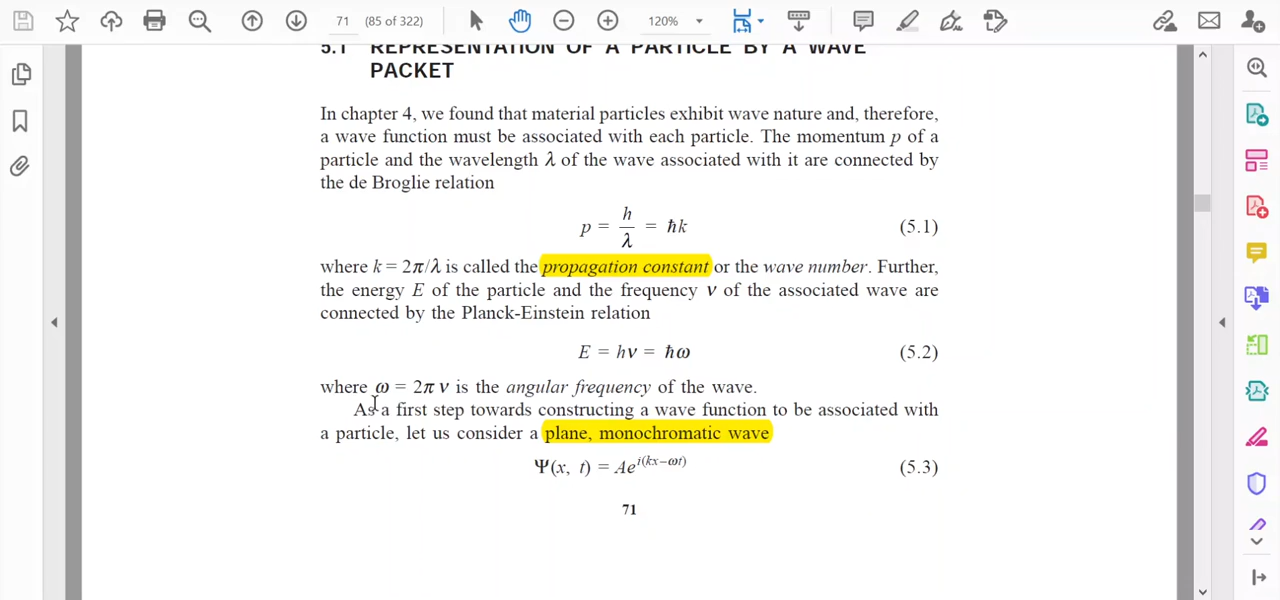 71 (85 of 322) 120%
5.1 REPRESENTATION OF A PARTICLE BY A WAVE
PACKET
In chapter 4, we found that material particles exhibit wave nature and, therefore,
a wave function must be associated with each particle. The momentum p of a
particle and the wavelength λ of the wave associated with it are connected by
the de Broglie relation
p = h/λ = ħk (5.1)
where k = 2π/λ is called the propagation constant or the wave number. Further,
the energy E of the particle and the frequency ν of the associated wave are
connected by the Planck-Einstein relation
E = hν = ħω (5.2)
where ω = 2π ν is the angular frequency of the wave.
As a first step towards constructing a wave function to be associated with
a particle, let us consider a plane, monochromatic wave
Ψ(x, t) = Ae^{i(kx−ωt)} (5.3)
71